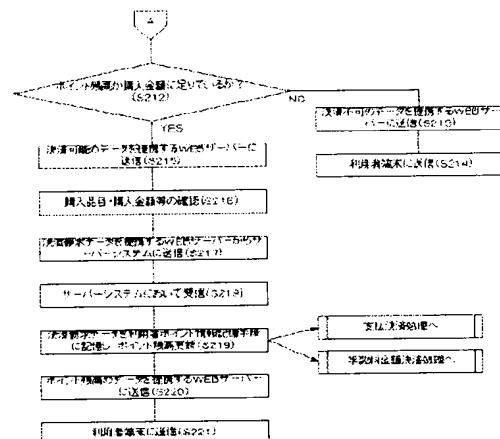 A
ポイント残高が購入金額に足りているか?
(S212)
NO
YES
決済不可のデータを提携するWEBサー
バーに送信(S213)
利用者端末に送信(S214)
決済可能のデータを提携するWEBサーバーに
送信(S215)
購入品目・購入金額等の確認(S216)
決済要求データを提携するWEBサーバーからサ
ーバーシステムに送信(S217)
サーバーシステムにおいて受信(S218)
決済要求データを利用者ポイント情報記憶手段
に記憶し、ポイント残高更新(S219)
支払決済処理へ
手数料金額決済処理へ
ポイント残高のデータを提携するWEBサーバー
に送信(S220)
利用者端末に送信(S221)